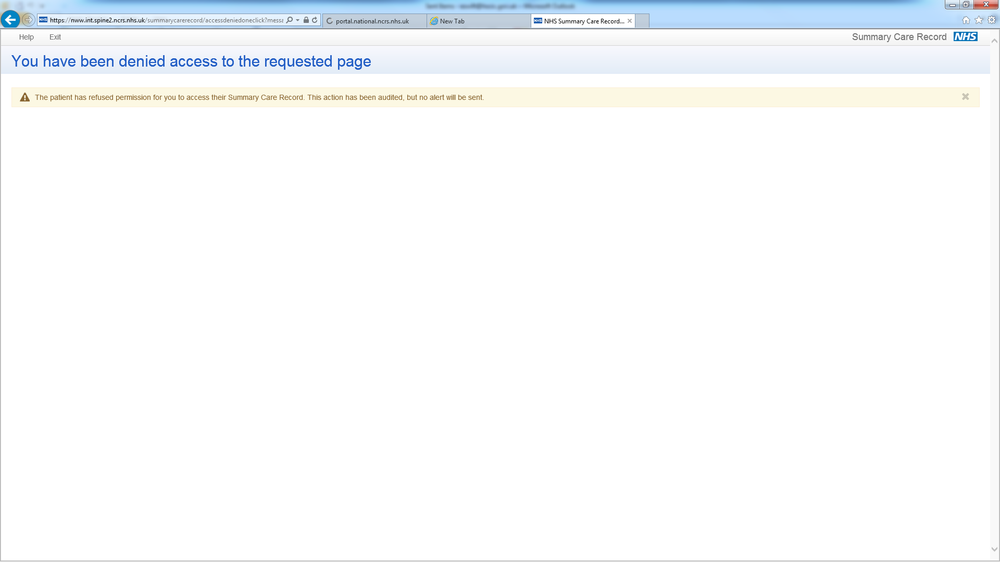 Microsoft Outlook
https://nww.int.spine2.ncrs.nhs.uk/summarycarerecord/accessdeniedoneclick?messa
portal.national.ncrs.nhs.uk
New Tab
NHS NHS Summary Care Record...
Help Exit
Summary Care Record NHS
You have been denied access to the requested page
The patient has refused permission for you to access their Summary Care Record. This action has been audited, but no alert will be sent.